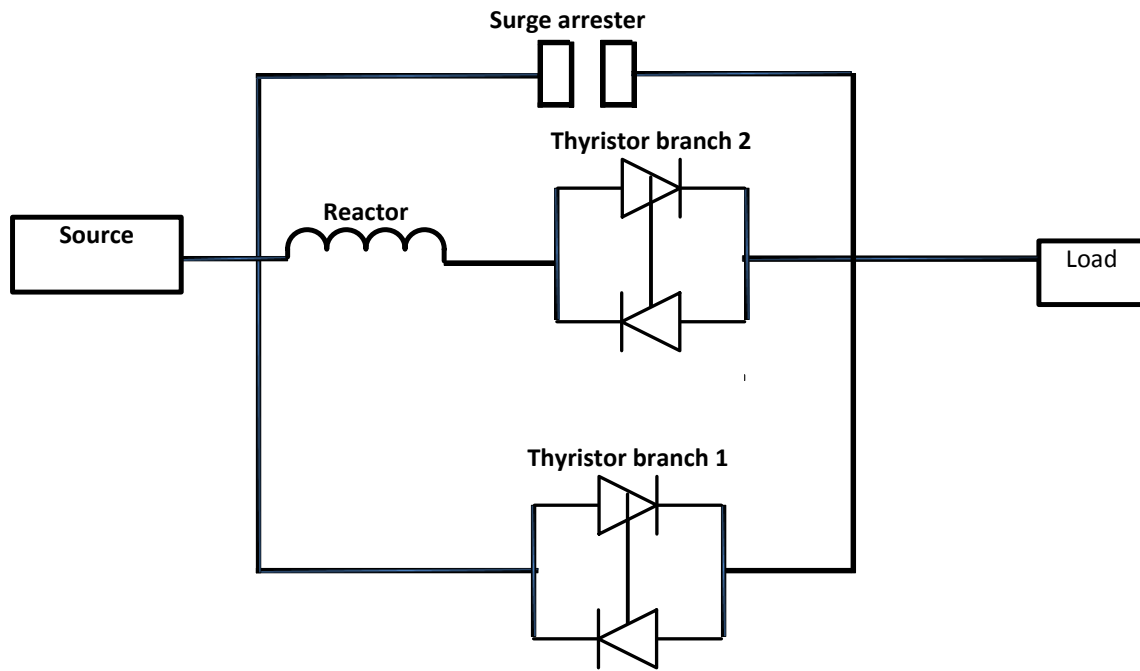 Surge arrester
Thyristor branch 2
Reactor
Source
Load
Thyristor branch 1